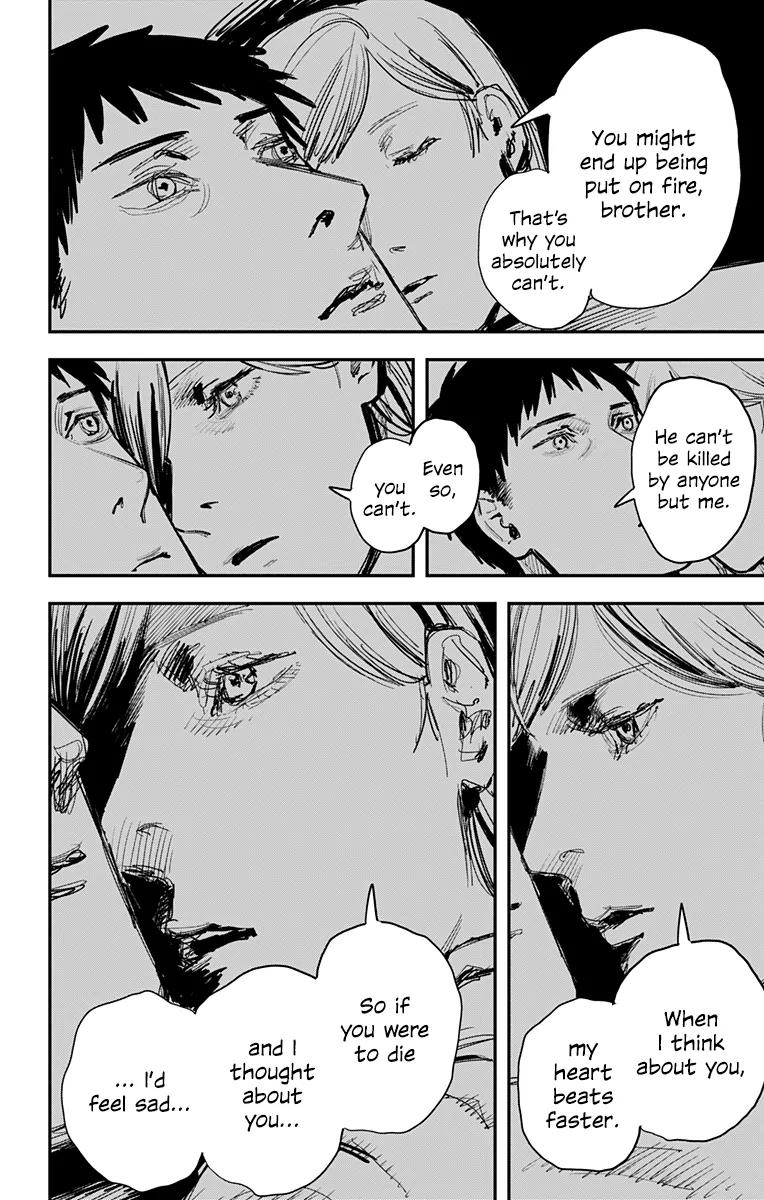 You might
end up being
put on fire,
brother.
That's
why you
absolutely
can't.
He can't
be killed
by anyone
but me.
Even
so,
you
can't.
When
I think
about you,
my
heart
beats
faster.
So if
you were
to die
and I
thought
about
you...
... I'd
feel sad...